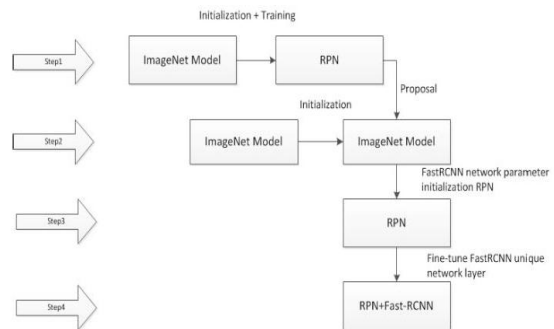 Initialization + Training
Step1
ImageNet Model
RPN
Proposal
Initialization
Step2
ImageNet Model
ImageNet Model
FastRCNN network parameter
initialization RPN
Step3
RPN
Fine-tune FastRCNN unique
network layer
Step4
RPN+Fast-RCNN